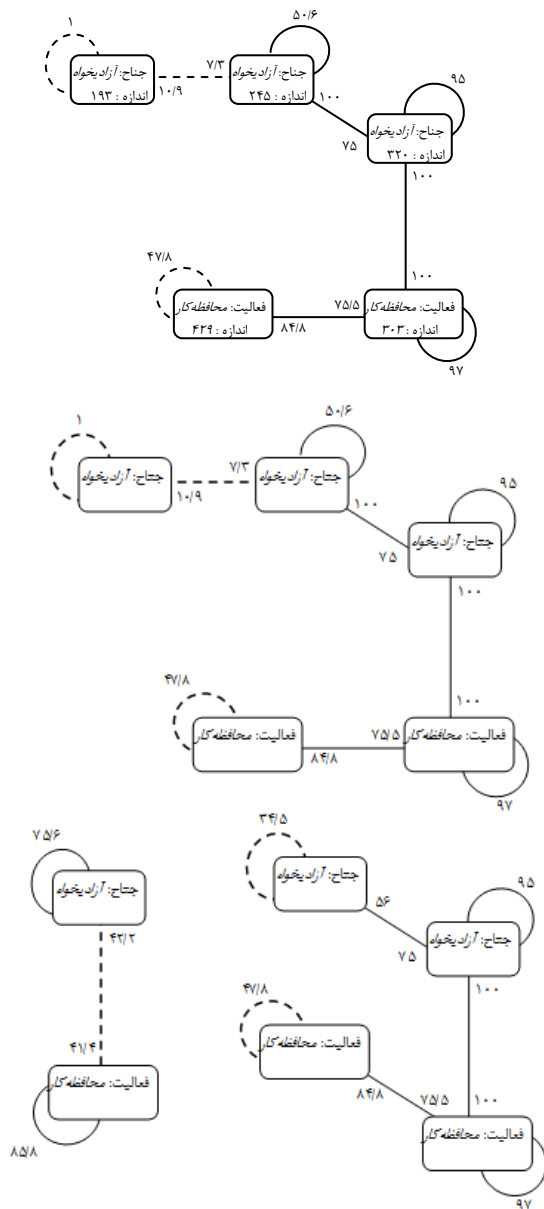 ۱
جناح: آزادیخواه
اندازه : ۱۹۳
۱۰/۹
۷/۳
۵۰/۶
جناح: آزادیخواه
اندازه : ۲۴۵
۱۰۰
۹۵
۷۵
جناح: آزادیخواه
اندازه : ۳۲۰
۱۰۰
۴۷/۸
فعالیت: محافظه‌کار
اندازه : ۴۲۹
۸۴/۸
۷۵/۵
۱۰۰
فعالیت: محافظه‌کار
اندازه : ۳۰۳
۹۷
۱
جناح: آزادیخواه
۱۰/۹
۷/۳
۵۰/۶
جناح: آزادیخواه
۱۰۰
۹۵
۷۵
جناح: آزادیخواه
۱۰۰
۴۷/۸
فعالیت: محافظه‌کار
۸۴/۸
۷۵/۵
۱۰۰
فعالیت: محافظه‌کار
۹۷
۷۵/۶
جناح: آزادیخواه
۴۲/۲
۴۱/۴
فعالیت: محافظه‌کار
۸۵/۸
۳۴/۵
جناح: آزادیخواه
۵۶
۹۵
۷۵
جناح: آزادیخواه
۱۰۰
۴۷/۸
فعالیت: محافظه‌کار
۸۴/۸
۷۵/۵
۱۰۰
فعالیت: محافظه‌کار
۹۷